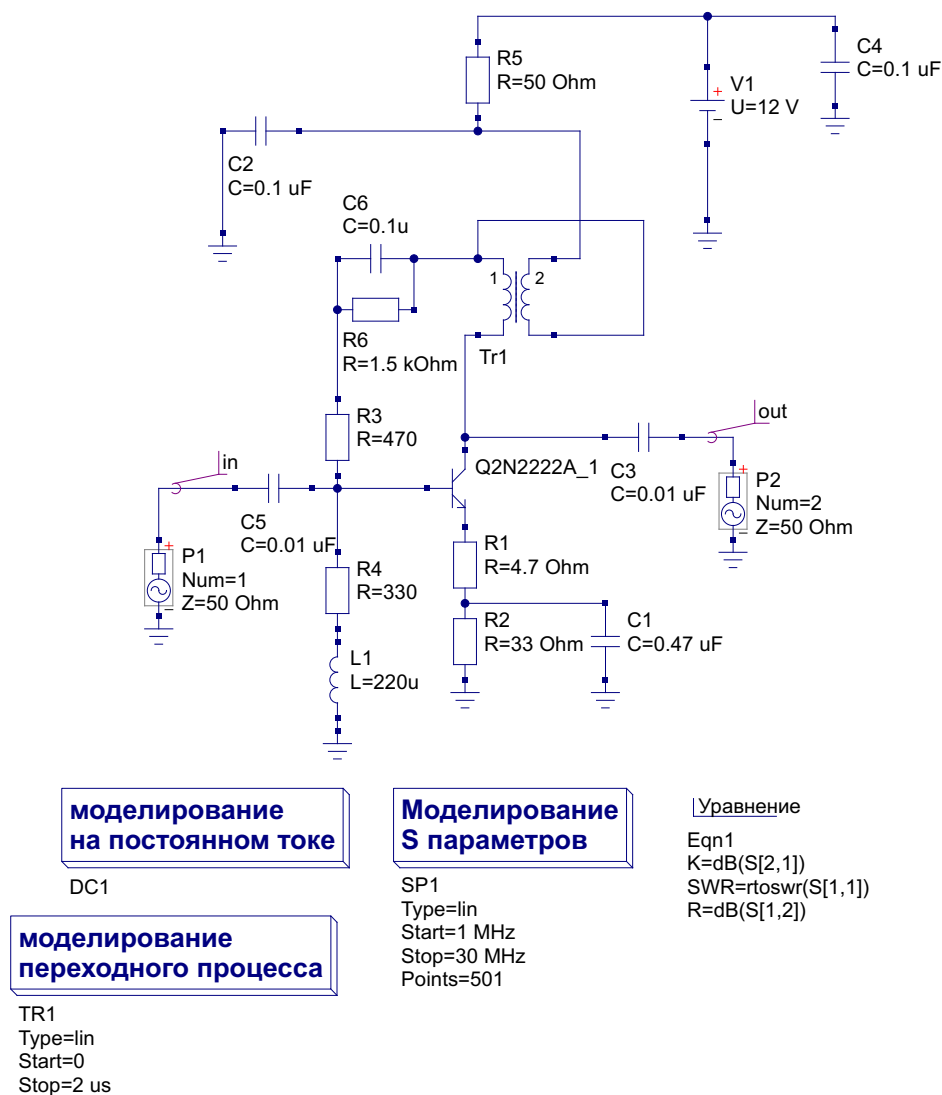 R5
R=50 Ohm
C4
C=0.1 uF
+
V1
U=12 V
−
C2
C=0.1 uF
C6
C=0.1u
1
2
R6
R=1.5 kOhm
Tr1
R3
R=470
in
out
Q2N2222A_1
C3
C=0.01 uF
+
P2
Num=2
Z=50 Ohm
−
C5
C=0.01 uF
+
P1
Num=1
Z=50 Ohm
−
R4
R=330
R1
R=4.7 Ohm
R2
R=33 Ohm
C1
C=0.47 uF
L1
L=220u
моделирование
на постоянном токе
DC1
Моделирование
S параметров
SP1
Type=lin
Start=1 MHz
Stop=30 MHz
Points=501
Уравнение
Eqn1
K=dB(S[2,1])
SWR=rtoswr(S[1,1])
R=dB(S[1,2])
моделирование
переходного процесса
TR1
Type=lin
Start=0
Stop=2 us